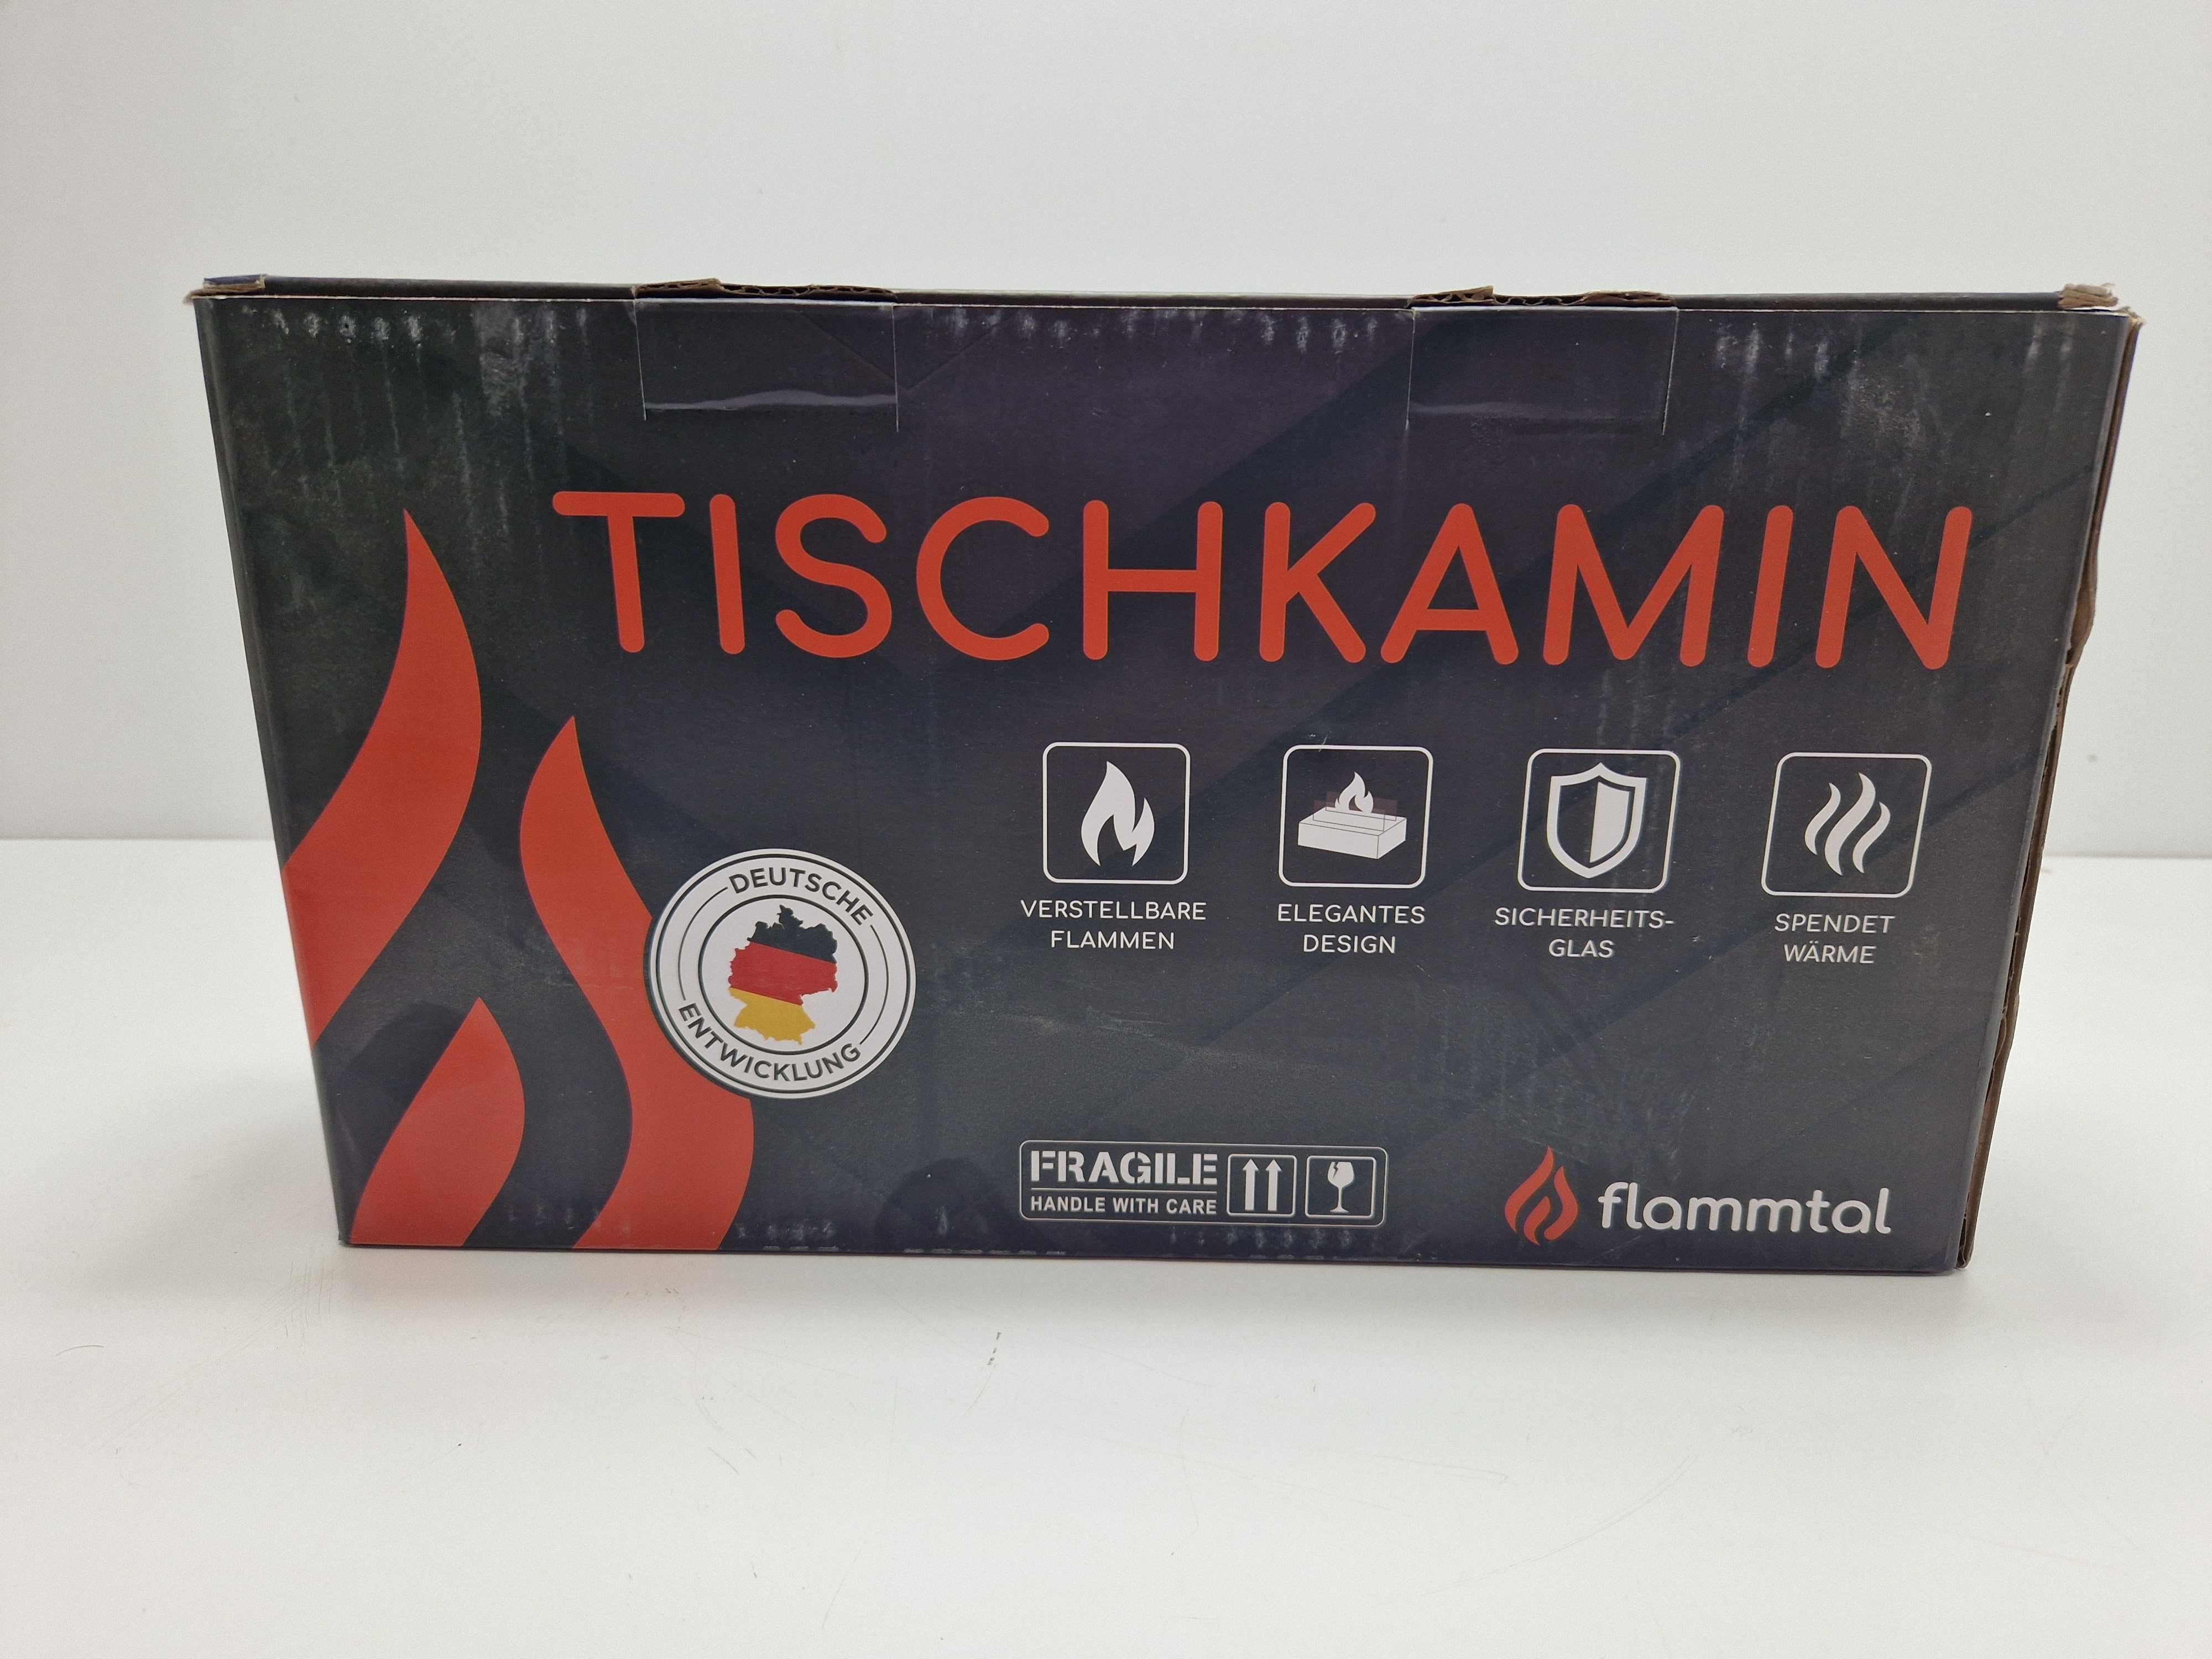 TISCHKAMIN
VERSTELLBARE
FLAMMEN
ELEGANTES
DESIGN
SICHERHEITS-
GLAS
SPENDET
WÄRME
DEUTSCHE
ENTWICKLUNG
FRAGILE
HANDLE WITH CARE
flammtal